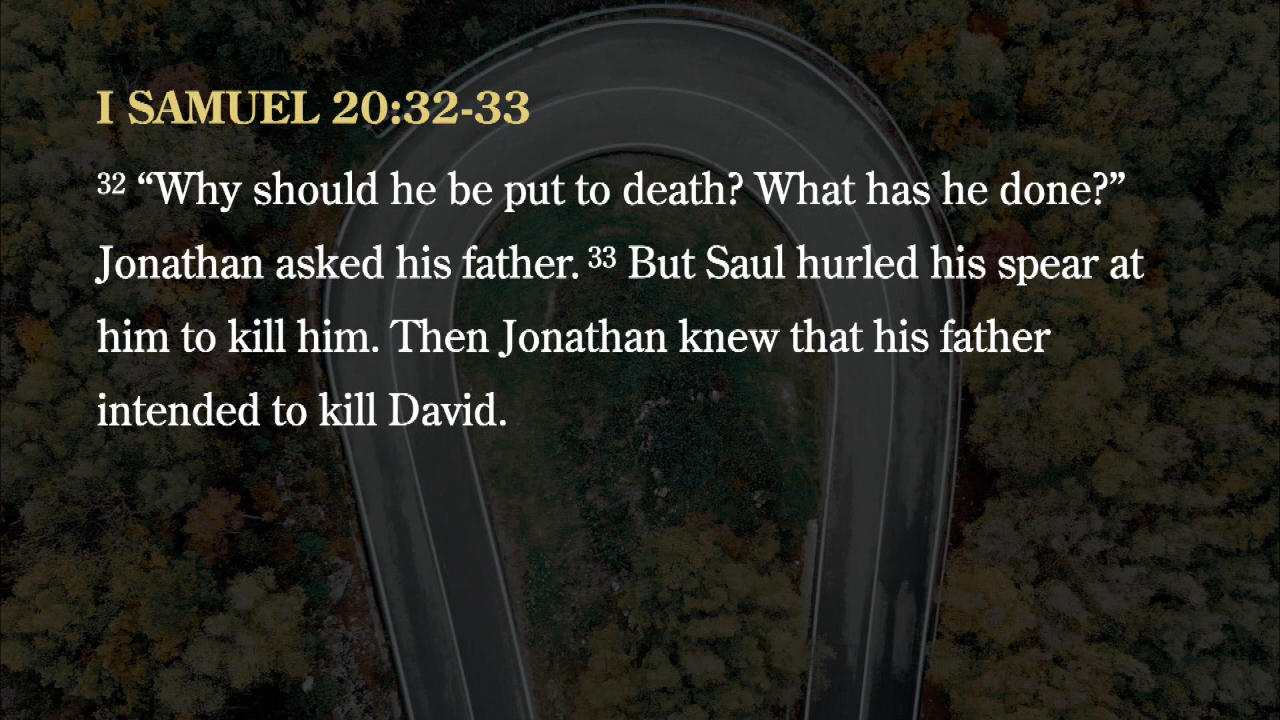 I SAMUEL 20:32-33
32 “Why should he be put to death? What has he done?”
Jonathan asked his father. 33 But Saul hurled his spear at
him to kill him. Then Jonathan knew that his father
intended to kill David.